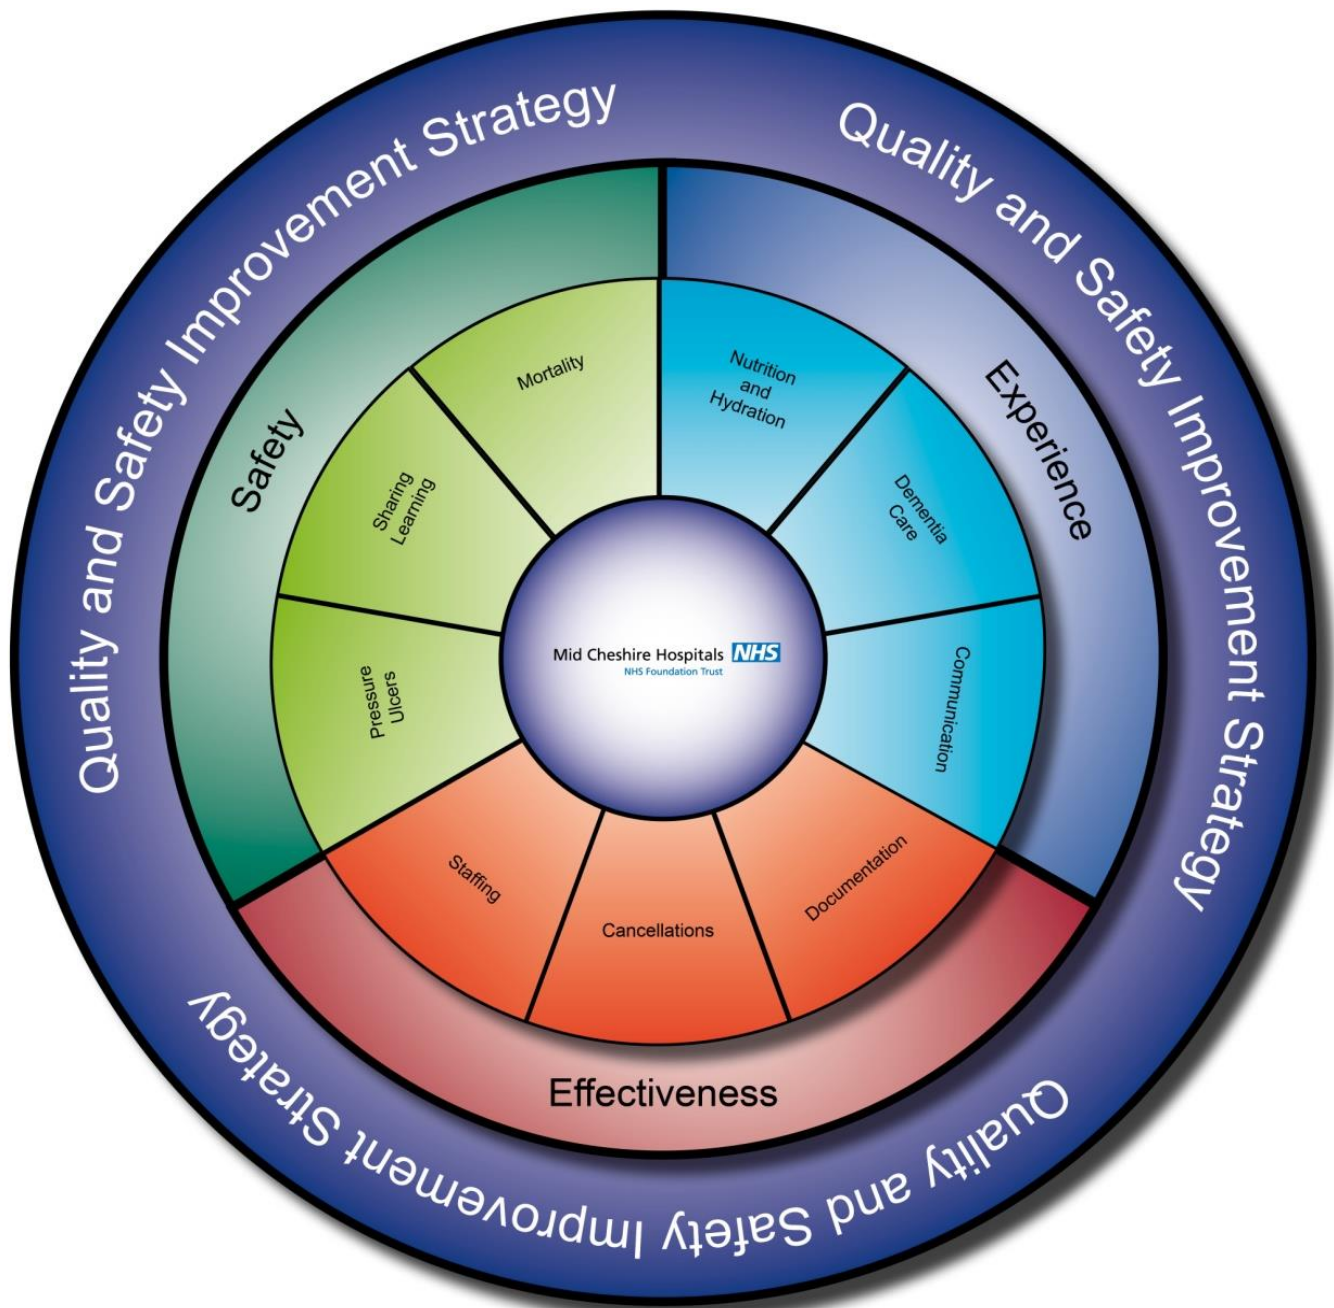 Quality and Safety Improvement Strategy
Quality and Safety Improvement Strategy
Quality and Safety Improvement Strategy
Safety
Experience
Effectiveness
Mortality
Sharing
Learning
Pressure
Ulcers
Nutrition
and
Hydration
Dementia
Care
Communication
Documentation
Cancellations
Staffing
Mid Cheshire Hospitals NHS
NHS Foundation Trust